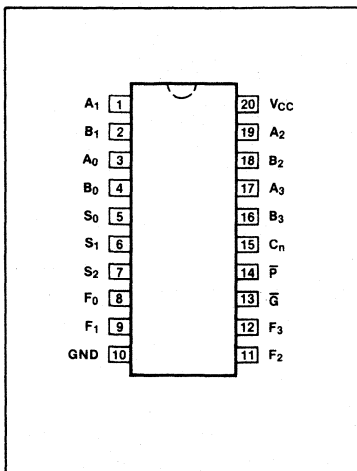 A1 1 20 VCC
B1 2 19 A2
A0 3 18 B2
B0 4 17 A3
S0 5 16 B3
S1 6 15 Cn
S2 7 14 P̅
F0 8 13 G̅
F1 9 12 F3
GND 10 11 F2